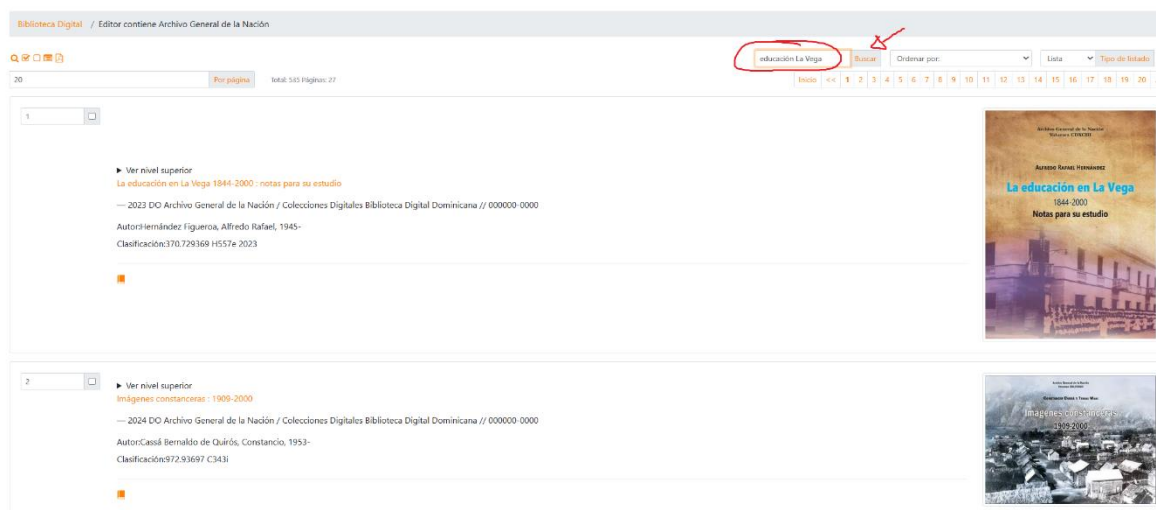 Biblioteca Digital / Editor contiene Archivo General de la Nación
educación La Vega Buscar Ordenar por: Lista Tipo de listado
20 Por página Total: 535 Páginas: 27 Inicio << 1 2 3 4 5 6 7 8 9 10 11 12 13 14 15 16 17 18 19 20
1
▶ Ver nivel superior
La educación en La Vega 1844-2000 : notas para su estudio
— 2023 DO Archivo General de la Nación / Colecciones Digitales Biblioteca Digital Dominicana // 000000-0000
Autor:Hernández Figueroa, Alfredo Rafael, 1945-
Clasificación:370.729369 H557e 2023
Archivo General de la Nación
Alfredo Rafael Hernández
La educación en La Vega
1844-2000
Notas para su estudio
2
▶ Ver nivel superior
Imágenes constanceras : 1909-2000
— 2024 DO Archivo General de la Nación / Colecciones Digitales Biblioteca Digital Dominicana // 000000-0000
Autor:Cassá Bernaldo de Quirós, Constancio, 1953-
Clasificación:972.93697 C343i
Imágenes constanceras
1909-2000